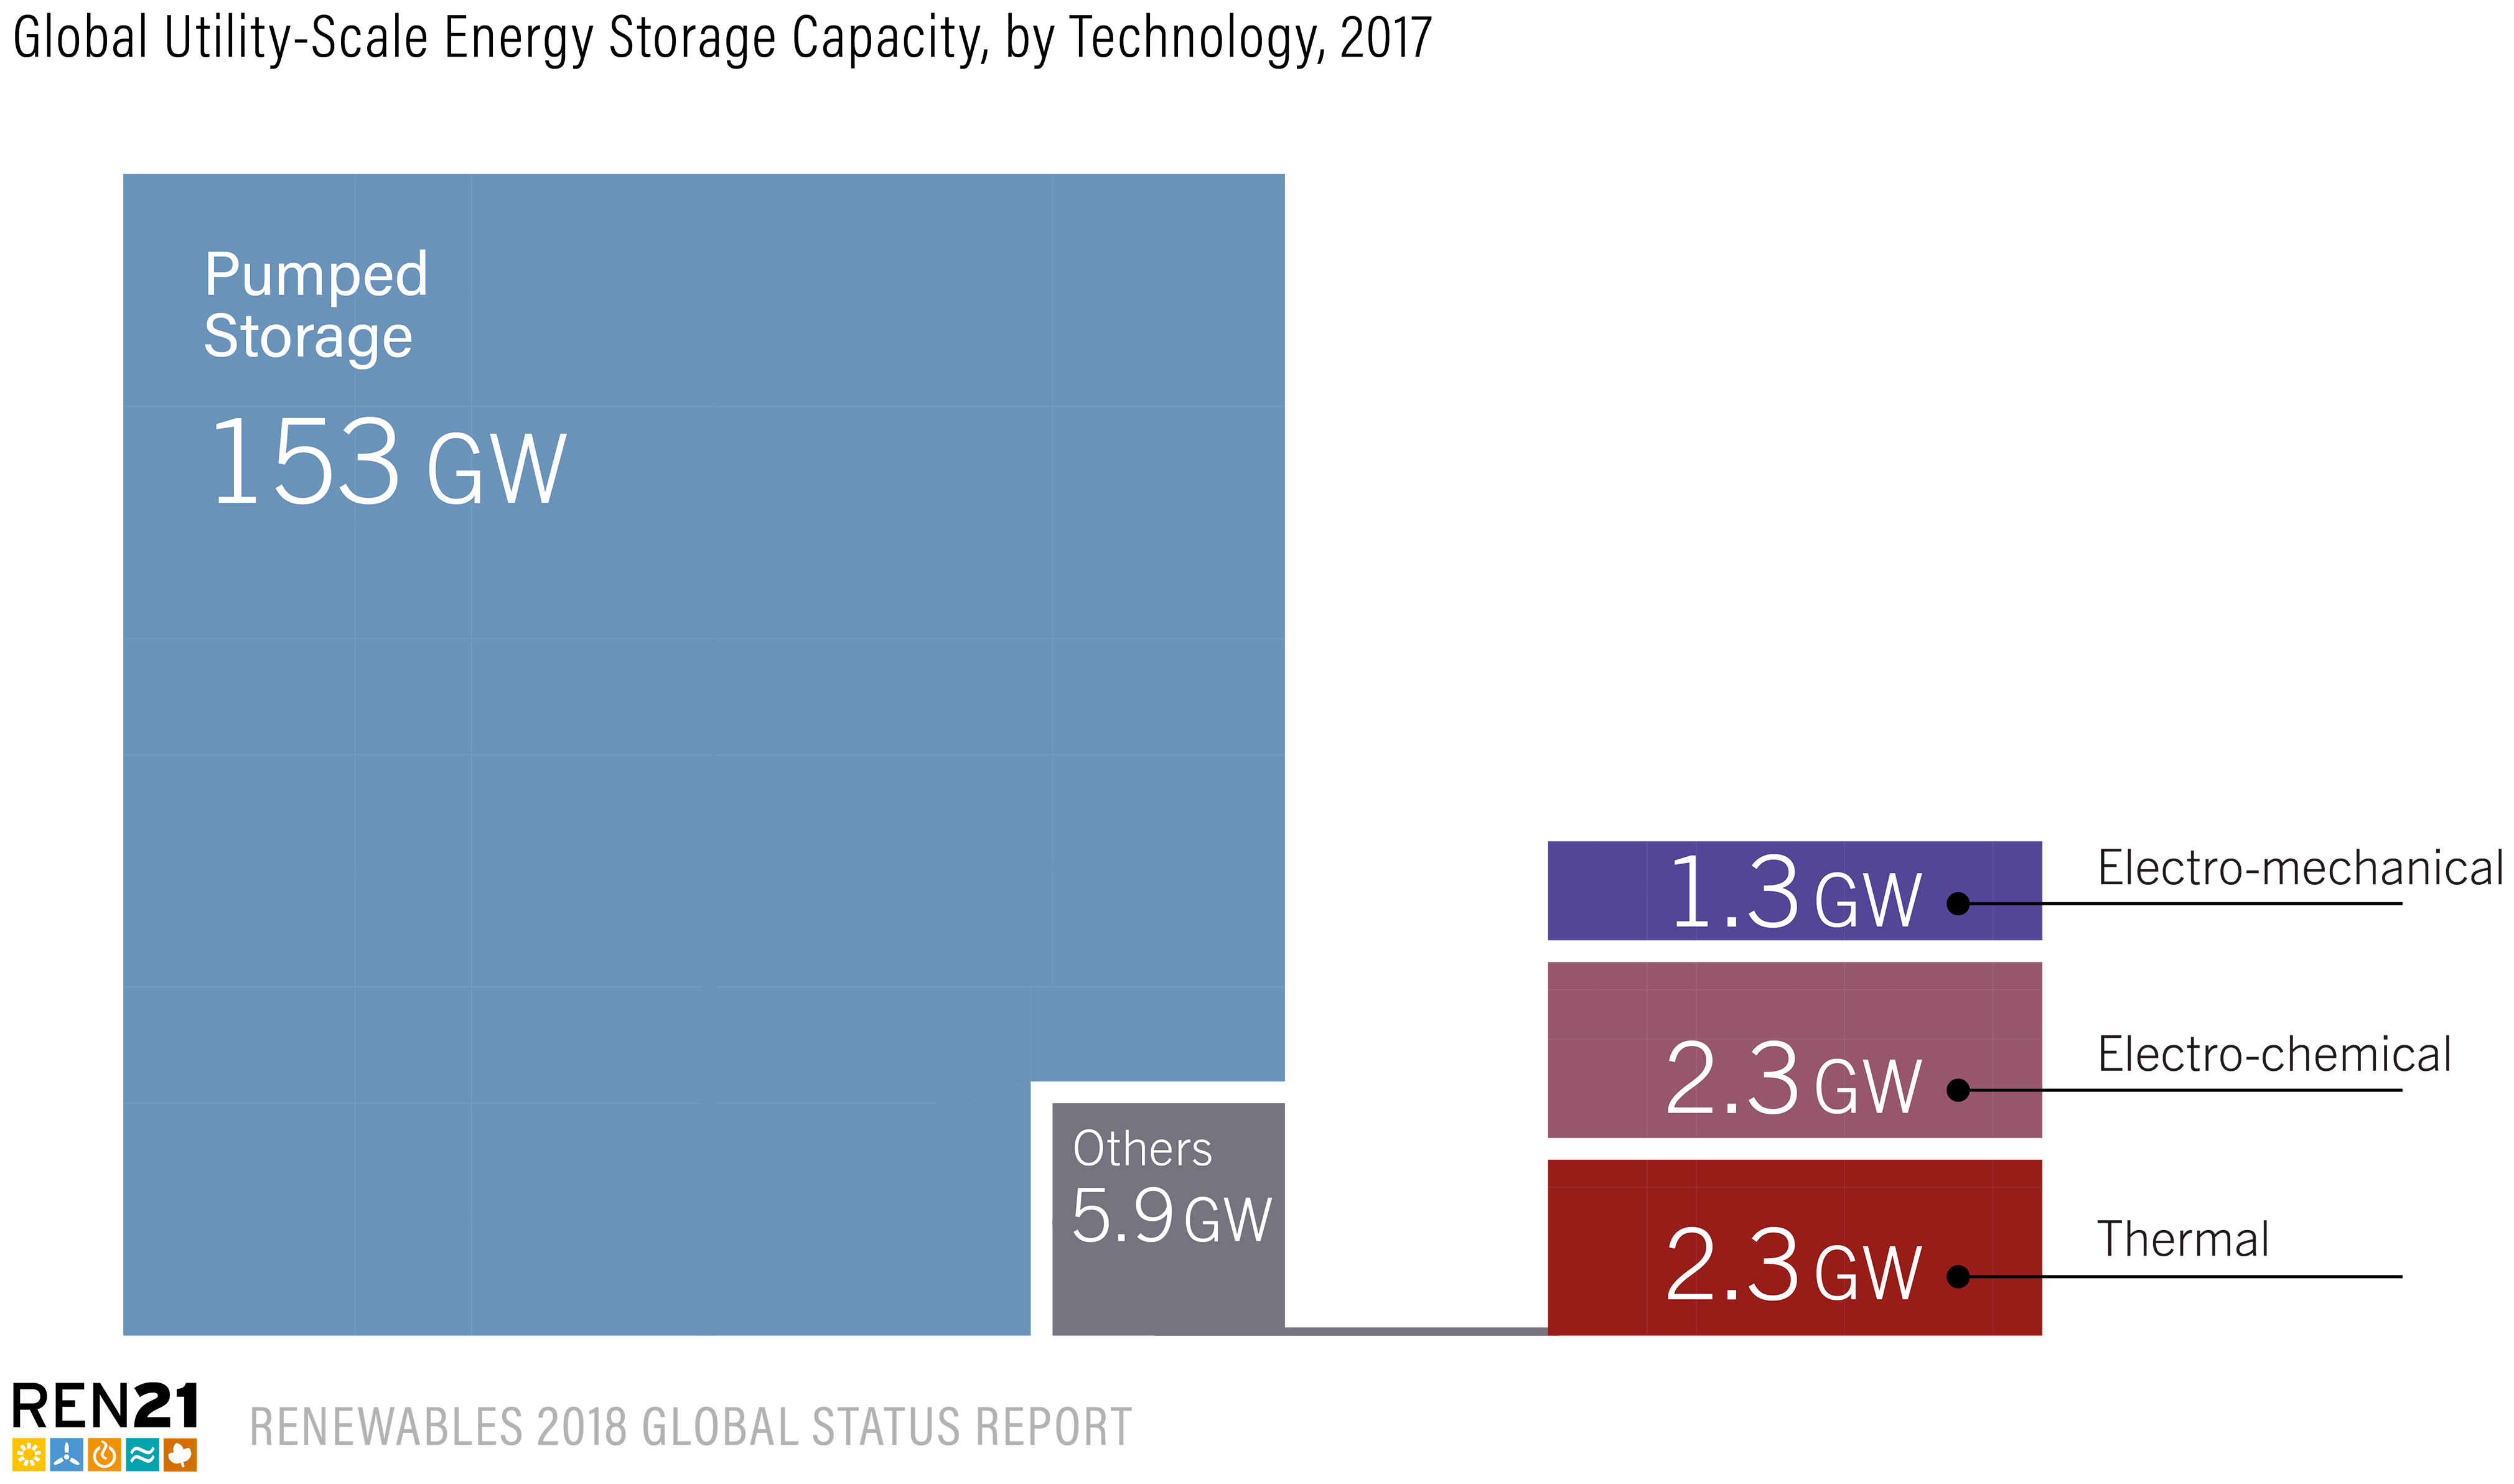 Global Utility-Scale Energy Storage Capacity, by Technology, 2017
Pumped
Storage
153 GW
Others
5.9 GW
1.3 GW
Electro-mechanical
2.3 GW
Electro-chemical
2.3 GW
Thermal
REN21
RENEWABLES 2018 GLOBAL STATUS REPORT